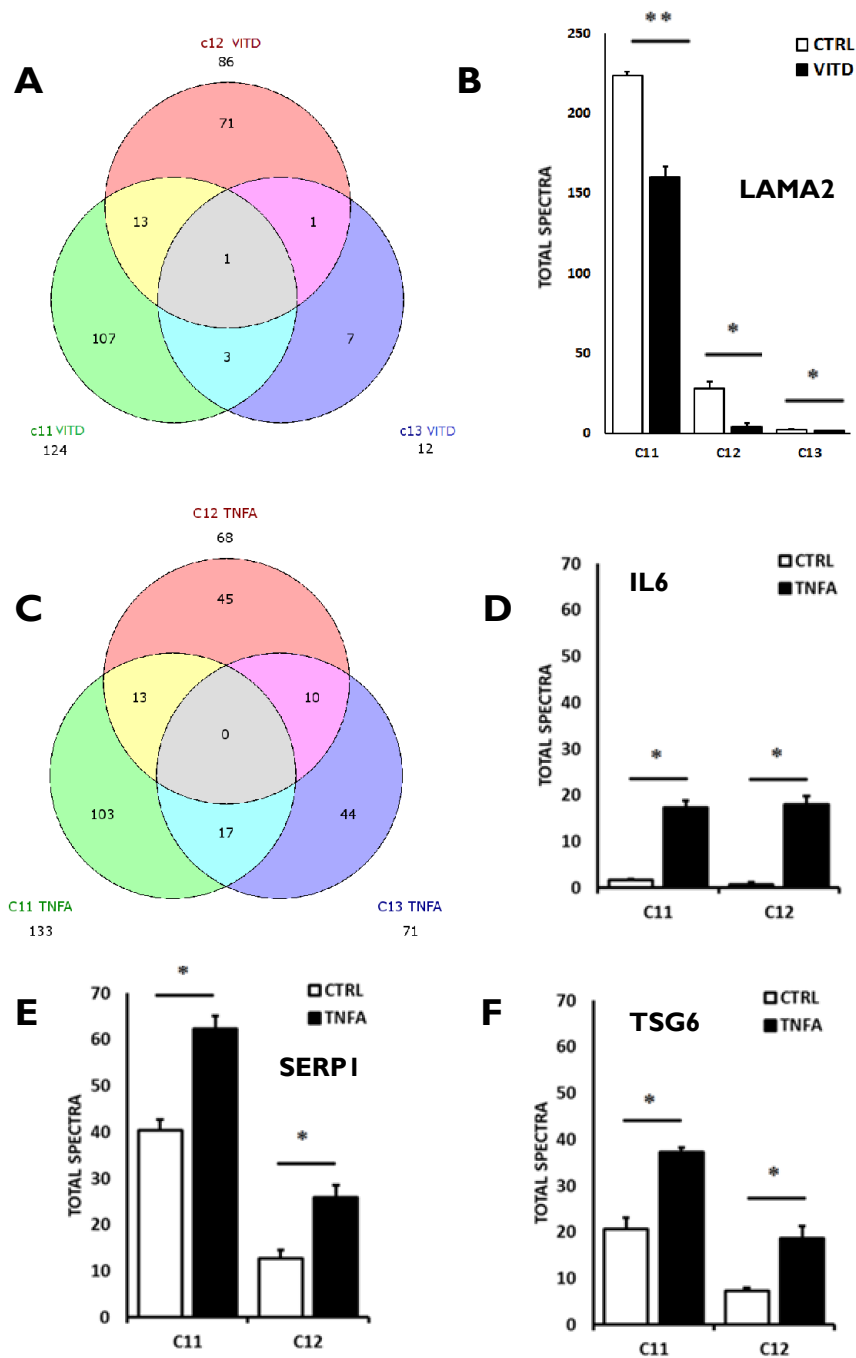 A
c12 VITD
86
71
13
1
1
107
3
7
c11 VITD
124
c13 VITD
12
B
**
*
*
CTRL
VITD
LAMA2
TOTAL SPECTRA
250
200
150
100
50
0
C11
C12
C13
C
C12 TNFA
68
45
13
10
0
103
17
44
C11 TNFA
133
C13 TNFA
71
D
IL6
CTRL
TNFA
TOTAL SPECTRA
70
60
50
40
30
20
10
0
*
*
C11
C12
E
SERP1
CTRL
TNFA
TOTAL SPECTRA
70
60
50
40
30
20
10
0
*
*
C11
C12
F
TSG6
CTRL
TNFA
TOTAL SPECTRA
70
60
50
40
30
20
10
0
*
*
C11
C12